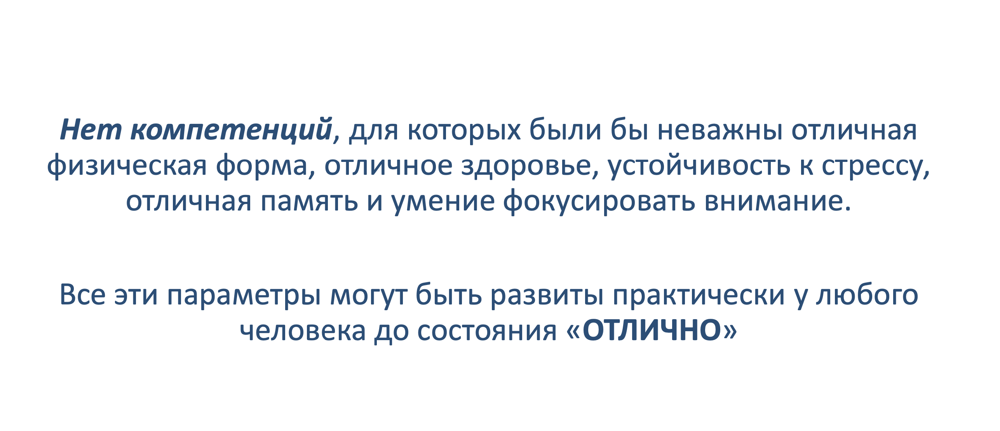 Нет компетенций, для которых были бы неважны отличная
физическая форма, отличное здоровье, устойчивость к стрессу,
отличная память и умение фокусировать внимание.
Все эти параметры могут быть развиты практически у любого
человека до состояния «ОТЛИЧНО»